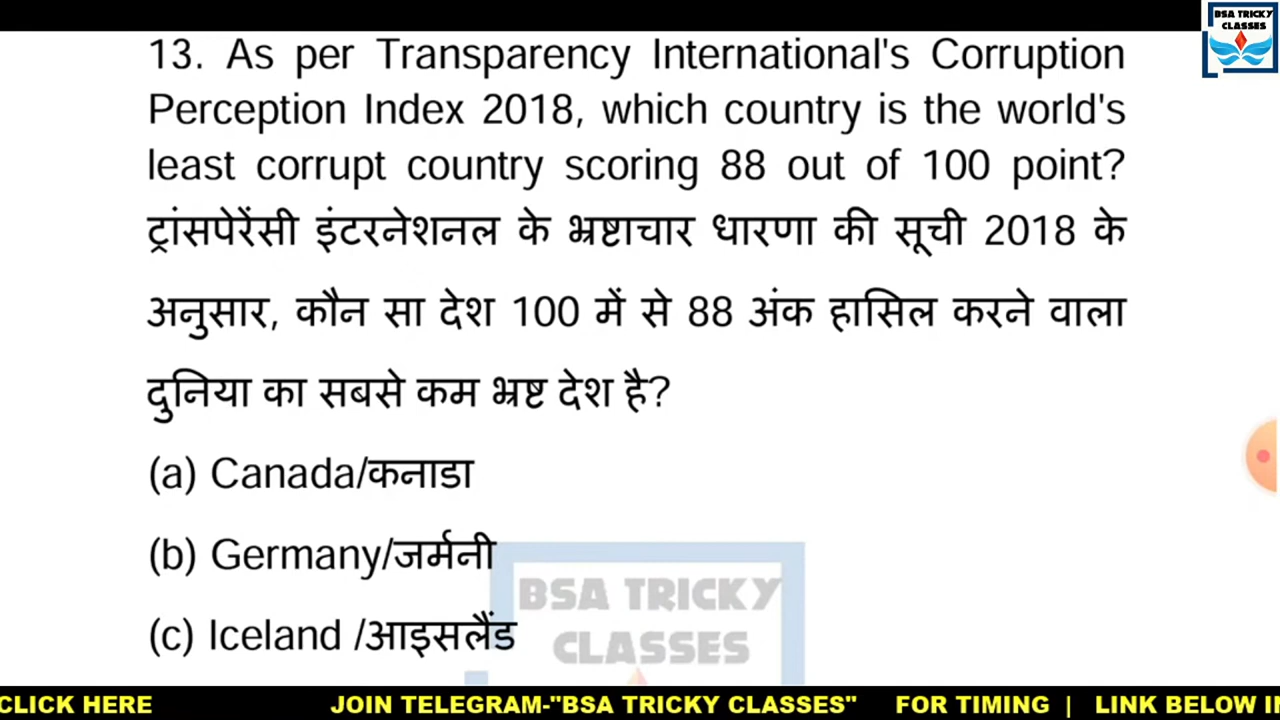 BSA TRICKY
CLASSES
13. As per Transparency International's Corruption
Perception Index 2018, which country is the world's
least corrupt country scoring 88 out of 100 point?
ट्रांसपेरेंसी इंटरनेशनल के भ्रष्टाचार धारणा की सूची 2018 के
अनुसार, कौन सा देश 100 में से 88 अंक हासिल करने वाला
दुनिया का सबसे कम भ्रष्ट देश है?
(a) Canada/कनाडा
(b) Germany/जर्मनी
(c) Iceland /आइसलैंड
BSA TRICKY
CLASSES
CLICK HERE JOIN TELEGRAM-"BSA TRICKY CLASSES" FOR TIMING | LINK BELOW I